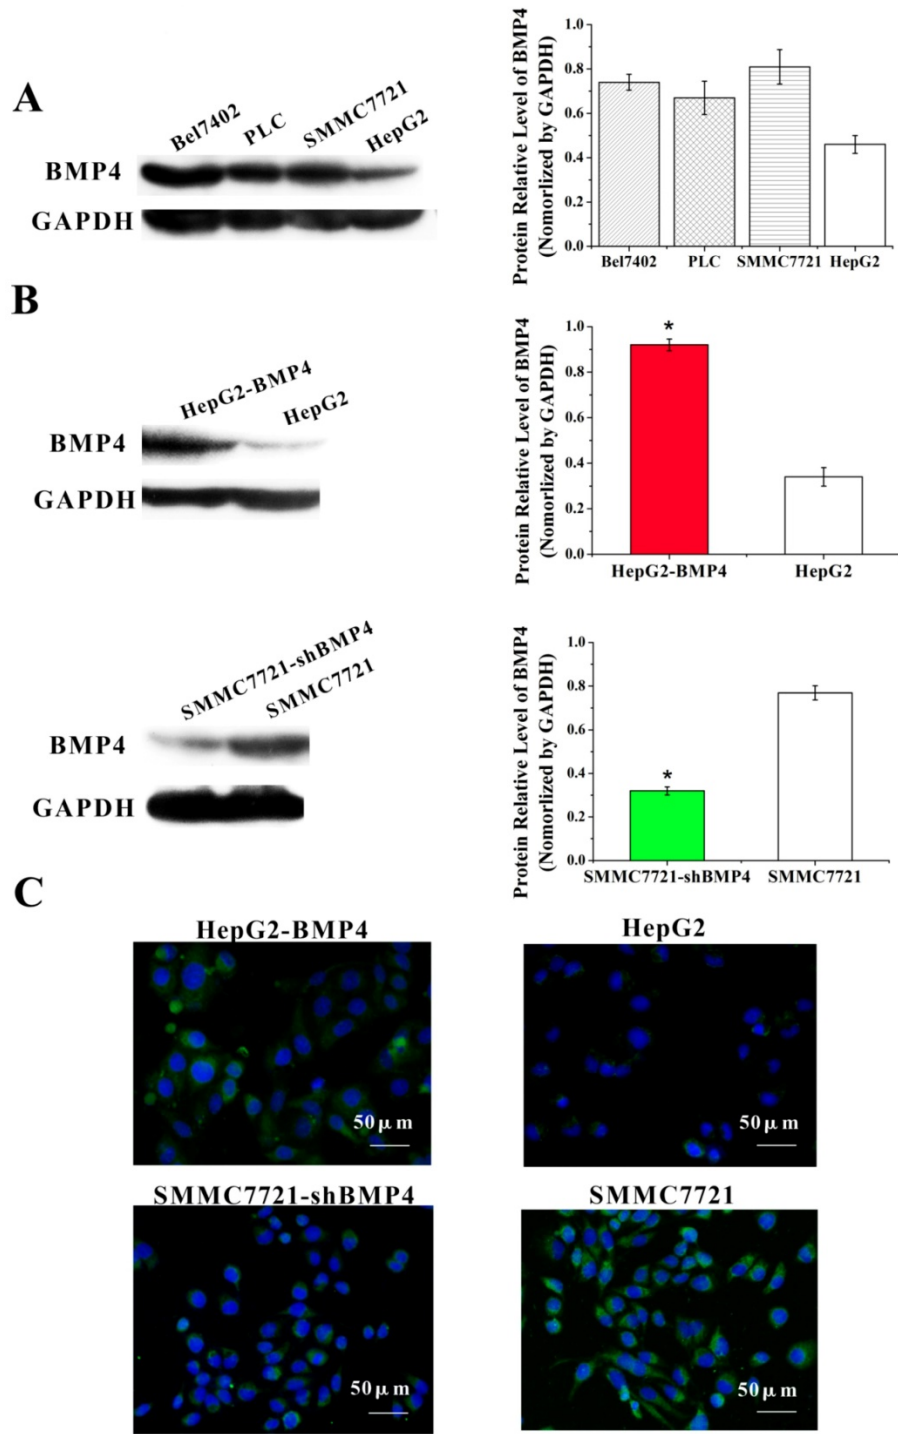 A
Bel7402 PLC SMMC7721 HepG2
BMP4
GAPDH
Protein Relative Level of BMP4
(Nomorlized by GAPDH)
1.0
0.8
0.6
0.4
0.2
0.0
Bel7402 PLC SMMC7721 HepG2
B
HepG2-BMP4 HepG2
BMP4
GAPDH
Protein Relative Level of BMP4
(Nomorlized by GAPDH)
1.0
0.8
0.6
0.4
0.2
0.0
*
HepG2-BMP4 HepG2
SMMC7721-shBMP4 SMMC7721
BMP4
GAPDH
Protein Relative Level of BMP4
(Nomorlized by GAPDH)
1.0
0.8
0.6
0.4
0.2
0.0
*
SMMC7721-shBMP4 SMMC7721
C
HepG2-BMP4
50 μ m
HepG2
50 μ m
SMMC7721-shBMP4
50 μ m
SMMC7721
50 μ m